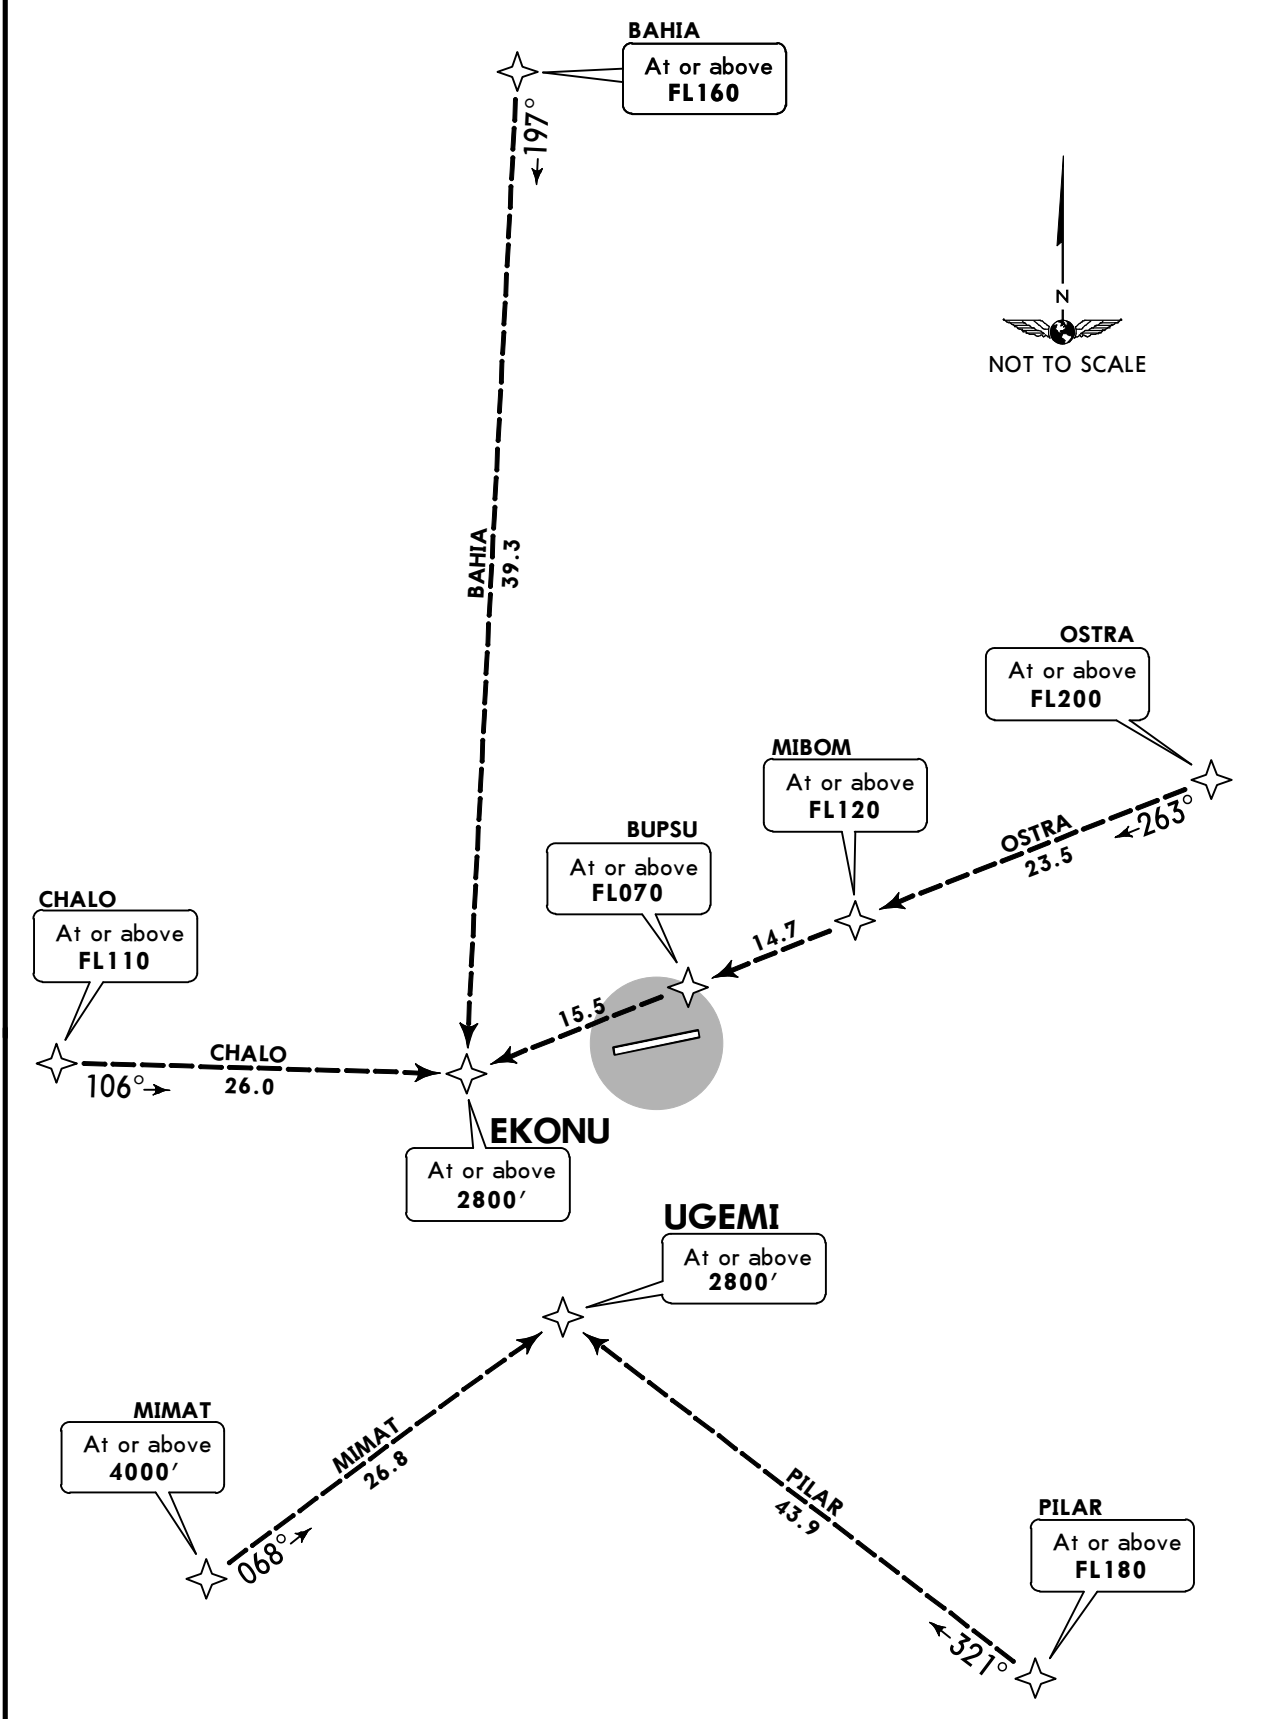 BAHIA
At or above
FL160
197°
N
NOT TO SCALE
BAHIA
39.3
OSTRA
At or above
FL200
MIBOM
At or above
FL120
263°
OSTRA
23.5
BUPSU
At or above
FL070
14.7
15.5
CHALO
At or above
FL110
CHALO
26.0
106°
EKONU
At or above
2800'
UGEMI
At or above
2800'
MIMAT
At or above
4000'
MIMAT
26.8
068°
PILAR
43.9
PILAR
At or above
FL180
321°